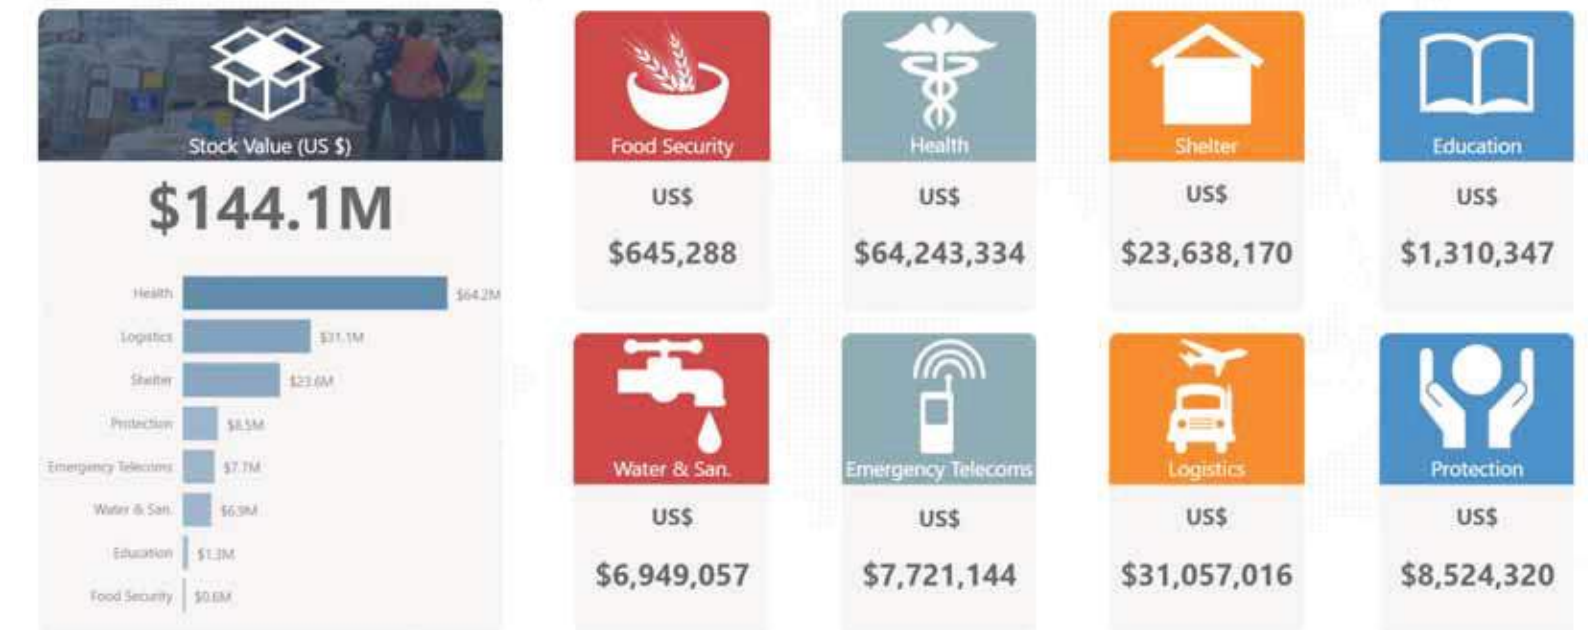 Stock Value (US $)
$144.1M
Health $64.2M
Logistics $31.1M
Shelter $23.6M
Protection $8.5M
Emergency Telecoms $7.7M
Water & San. $6.9M
Education $1.3M
Food Security $0.6M
Food Security
US$
$645,288
Health
US$
$64,243,334
Shelter
US$
$23,638,170
Education
US$
$1,310,347
Water & San.
US$
$6,949,057
Emergency Telecoms
US$
$7,721,144
Logistics
US$
$31,057,016
Protection
US$
$8,524,320